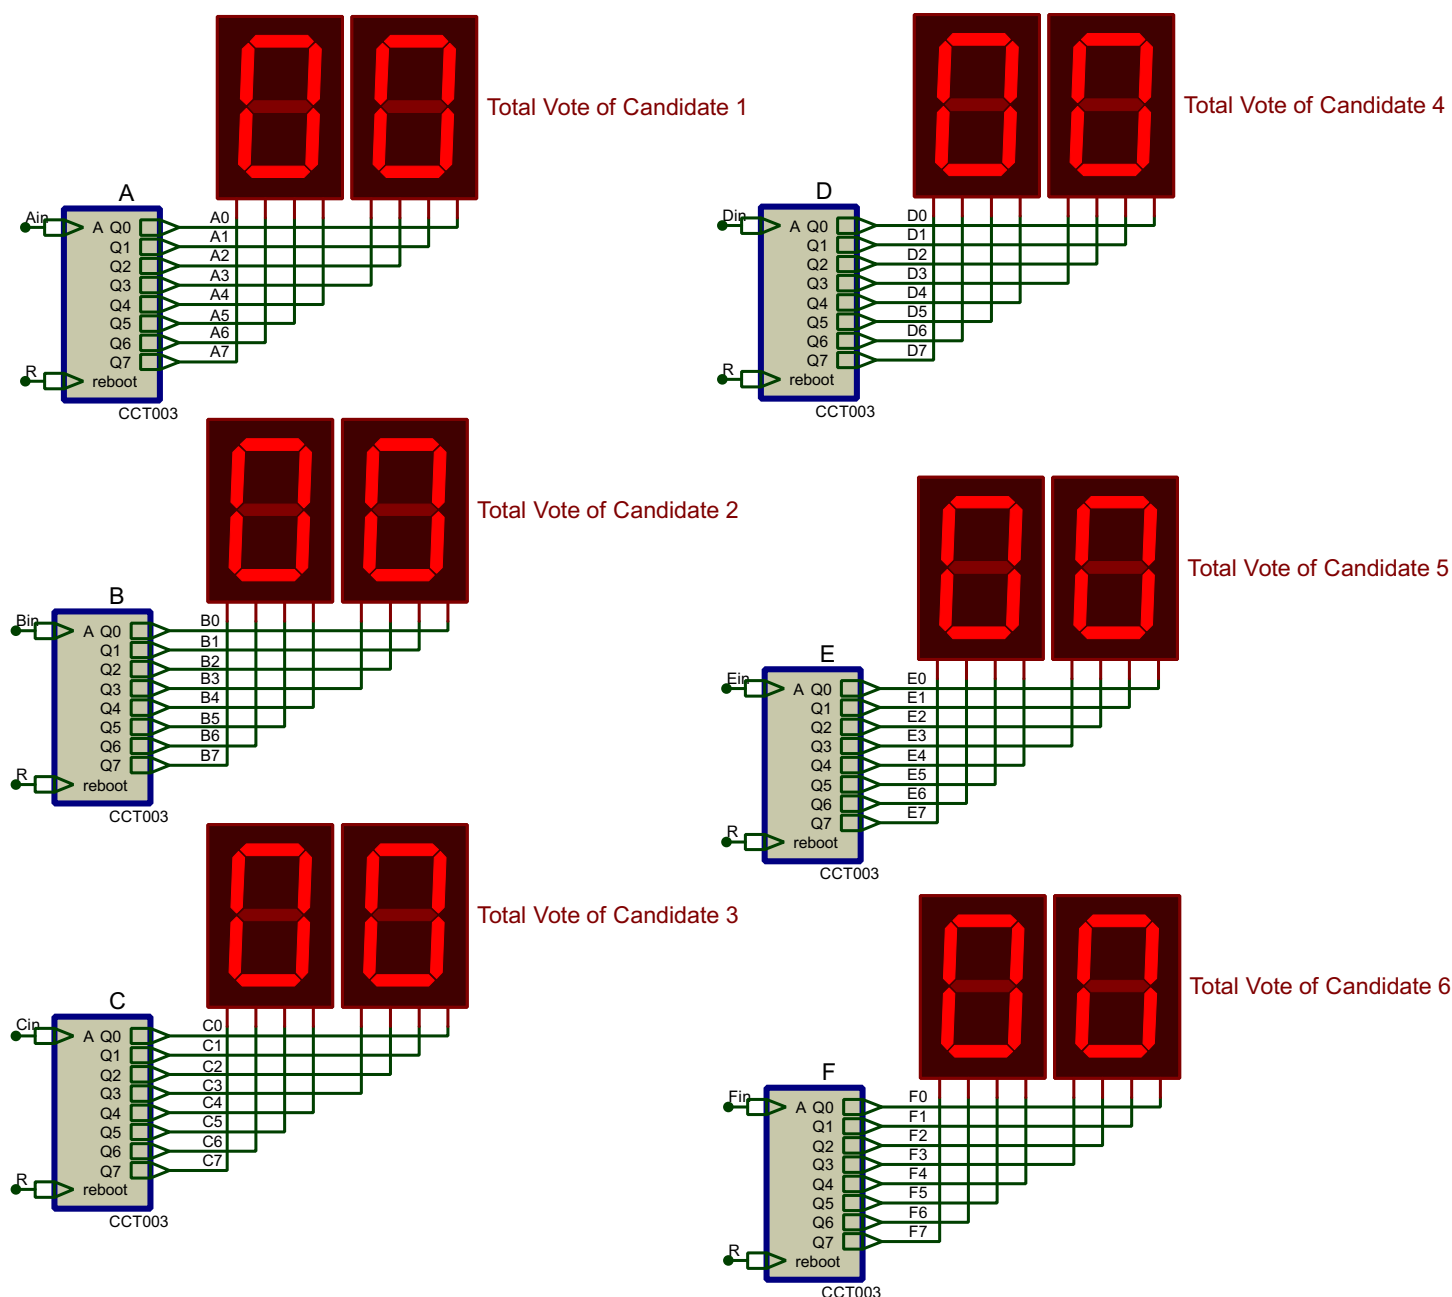 Total Vote of Candidate 1
A
Ain
A Q0 A0
Q1 A1
Q2 A2
Q3 A3
Q4 A4
Q5 A5
Q6 A6
Q7 A7
R
reboot
CCT003
Total Vote of Candidate 2
B
Bin
A Q0 B0
Q1 B1
Q2 B2
Q3 B3
Q4 B4
Q5 B5
Q6 B6
Q7 B7
R
reboot
CCT003
Total Vote of Candidate 3
C
Cin
A Q0 C0
Q1 C1
Q2 C2
Q3 C3
Q4 C4
Q5 C5
Q6 C6
Q7 C7
R
reboot
CCT003
Total Vote of Candidate 4
D
Din
A Q0 D0
Q1 D1
Q2 D2
Q3 D3
Q4 D4
Q5 D5
Q6 D6
Q7 D7
R
reboot
CCT003
Total Vote of Candidate 5
E
Ein
A Q0 E0
Q1 E1
Q2 E2
Q3 E3
Q4 E4
Q5 E5
Q6 E6
Q7 E7
R
reboot
CCT003
Total Vote of Candidate 6
F
Fin
A Q0 F0
Q1 F1
Q2 F2
Q3 F3
Q4 F4
Q5 F5
Q6 F6
Q7 F7
R
reboot
CCT003
00
00
00
00
00
00